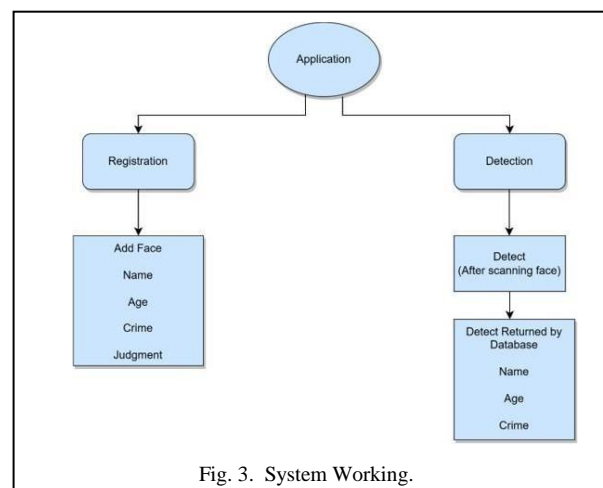 Application
Registration
Detection
Add Face
Name
Age
Crime
Judgment
Detect
(After scanning face)
Detect Returned by
Database
Name
Age
Crime
Fig. 3. System Working.